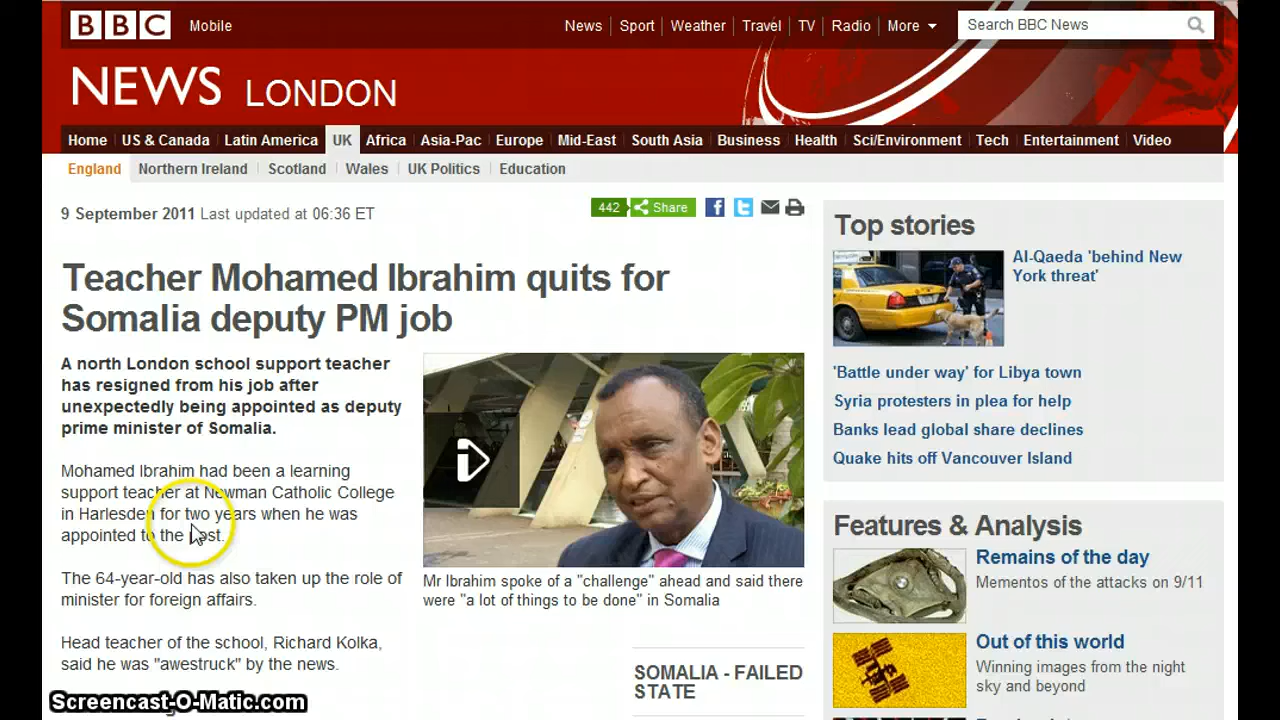 BBC Mobile News Sport Weather Travel TV Radio More Search BBC News
NEWS LONDON
Home US & Canada Latin America UK Africa Asia-Pac Europe Mid-East South Asia Business Health Sci/Environment Tech Entertainment Video
England Northern Ireland Scotland Wales UK Politics Education
9 September 2011 Last updated at 06:36 ET
442 Share
Teacher Mohamed Ibrahim quits for
Somalia deputy PM job
A north London school support teacher
has resigned from his job after
unexpectedly being appointed as deputy
prime minister of Somalia.
Mohamed Ibrahim had been a learning
support teacher at Newman Catholic College
in Harlesden for two years when he was
appointed to the post.
The 64-year-old has also taken up the role of
minister for foreign affairs.
Head teacher of the school, Richard Kolka,
said he was "awestruck" by the news.
Mr Ibrahim spoke of a "challenge" ahead and said there
were "a lot of things to be done" in Somalia
SOMALIA - FAILED
STATE
Top stories
Al-Qaeda 'behind New
York threat'
'Battle under way' for Libya town
Syria protesters in plea for help
Banks lead global share declines
Quake hits off Vancouver Island
Features & Analysis
Remains of the day
Mementos of the attacks on 9/11
Out of this world
Winning images from the night
sky and beyond
Screencast-O-Matic.com